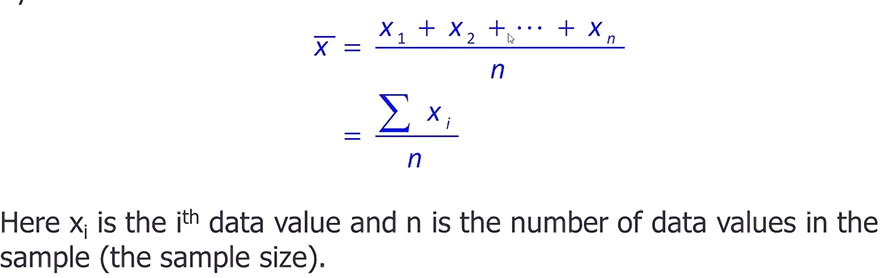 x̄ = (x₁ + x₂ + ⋯ + xₙ) / n
= ∑ xᵢ / n
Here xᵢ is the iᵗʰ data value and n is the number of data values in the
sample (the sample size).